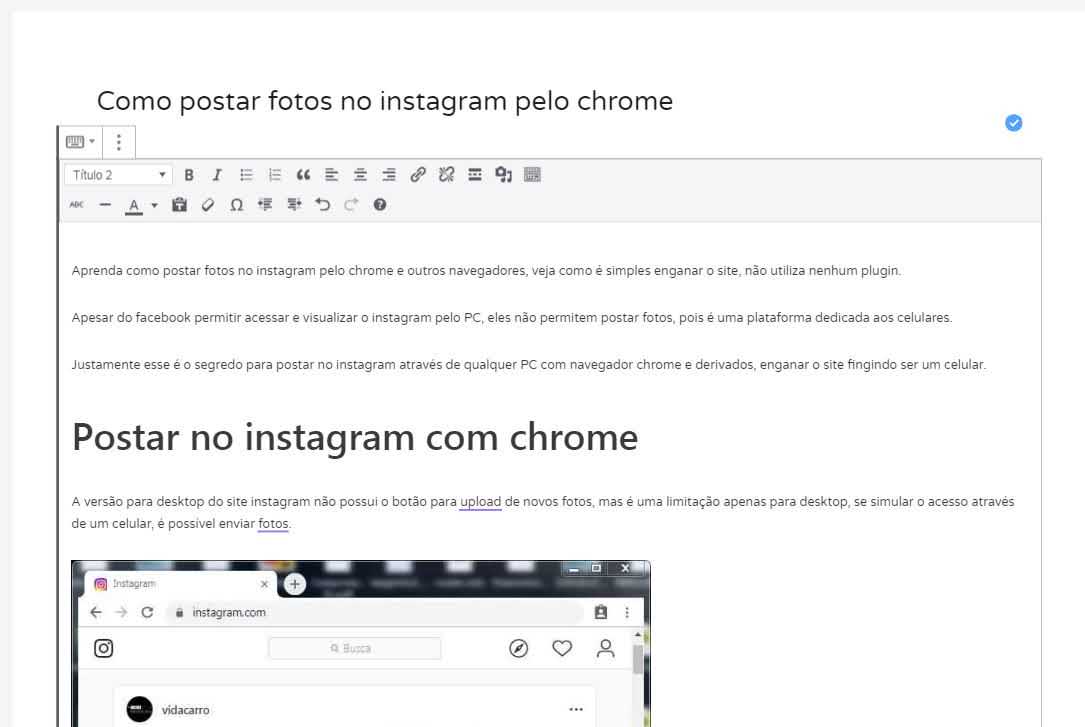 Como postar fotos no instagram pelo chrome
Título 2
B I
ABC A Ω ?
Aprenda como postar fotos no instagram pelo chrome e outros navegadores, veja como é simples enganar o site, não utiliza nenhum plugin.
Apesar do facebook permitir acessar e visualizar o instagram pelo PC, eles não permitem postar fotos, pois é uma plataforma dedicada aos celulares.
Justamente esse é o segredo para postar no instagram através de qualquer PC com navegador chrome e derivados, enganar o site fingindo ser um celular.
Postar no instagram com chrome
A versão para desktop do site instagram não possui o botão para upload de novos fotos, mas é uma limitação apenas para desktop, se simular o acesso através
de um celular, é possível enviar fotos.
Instagram
instagram.com
Busca
vidacarro